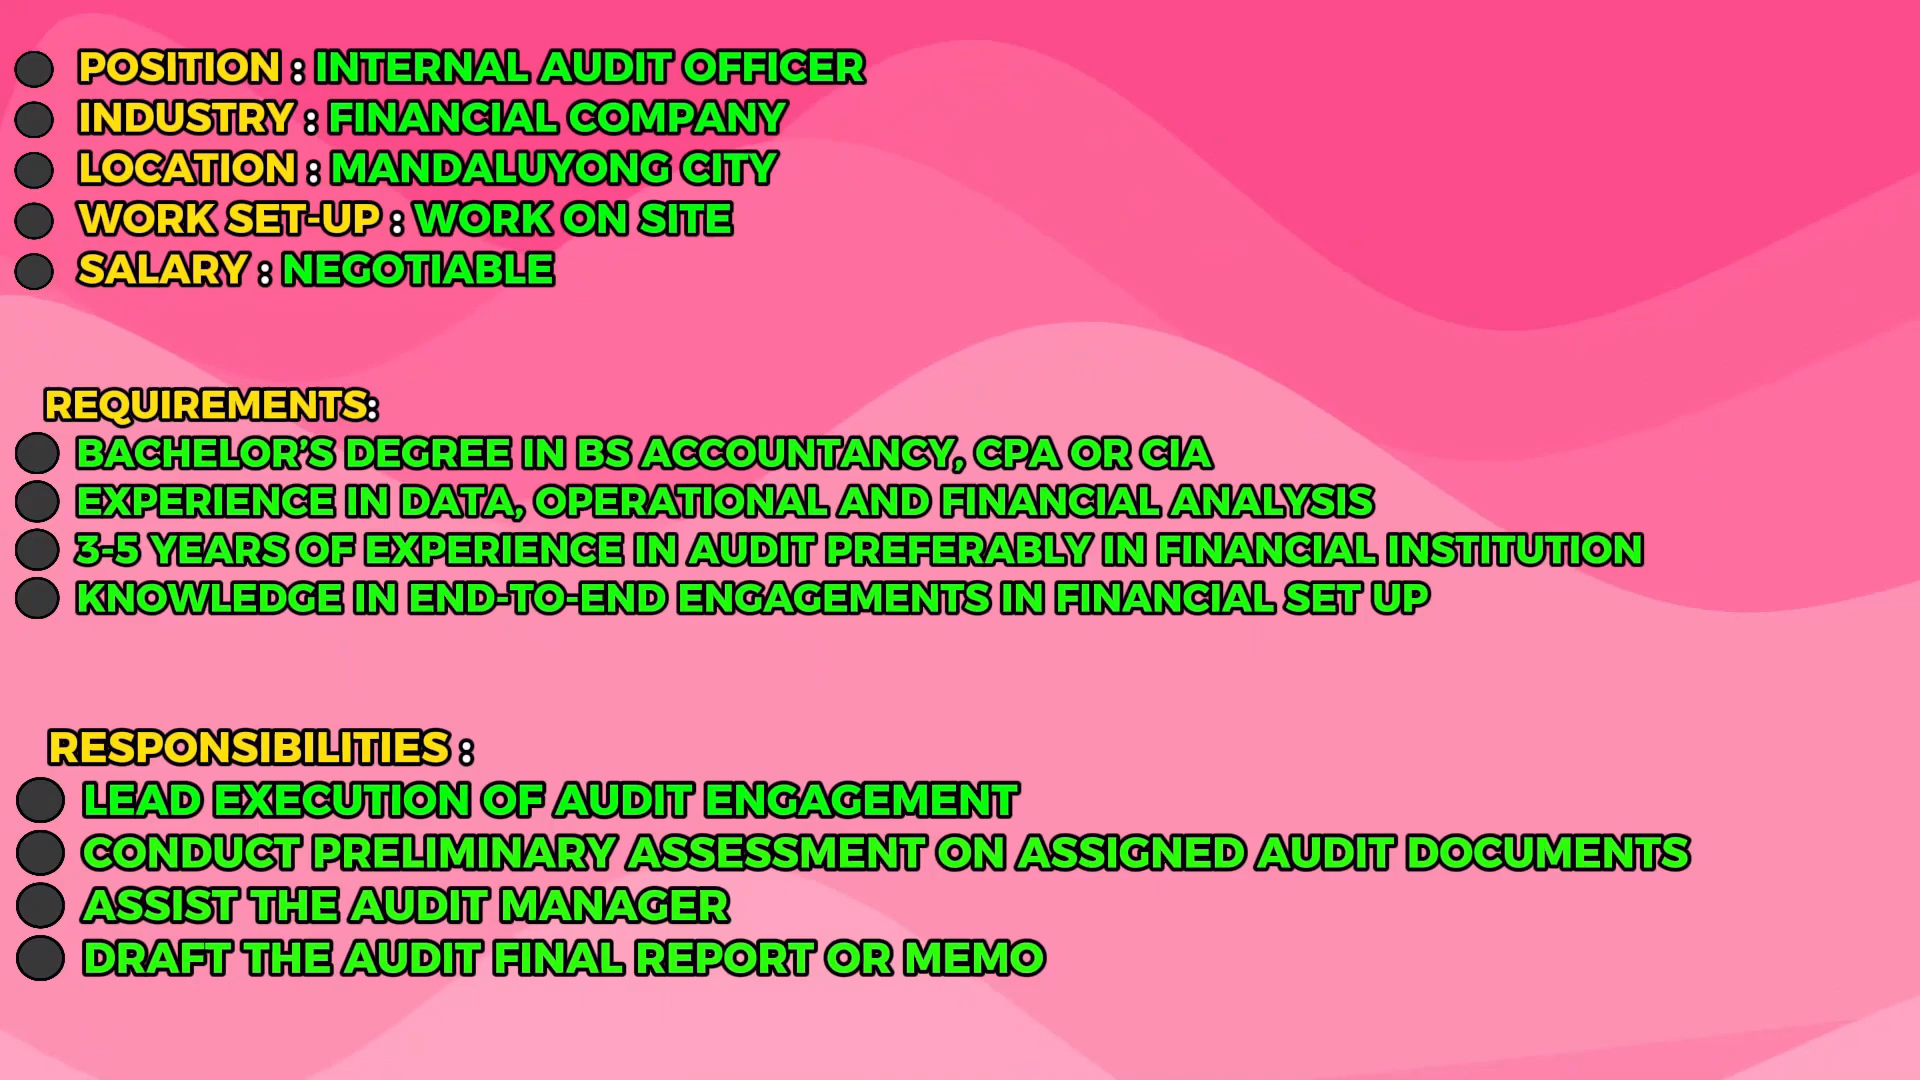 POSITION : INTERNAL AUDIT OFFICER
INDUSTRY : FINANCIAL COMPANY
LOCATION : MANDALUYONG CITY
WORK SET-UP : WORK ON SITE
SALARY : NEGOTIABLE
REQUIREMENTS:
BACHELOR'S DEGREE IN BS ACCOUNTANCY, CPA OR CIA
EXPERIENCE IN DATA, OPERATIONAL AND FINANCIAL ANALYSIS
3-5 YEARS OF EXPERIENCE IN AUDIT PREFERABLY IN FINANCIAL INSTITUTION
KNOWLEDGE IN END-TO-END ENGAGEMENTS IN FINANCIAL SET UP
RESPONSIBILITIES :
LEAD EXECUTION OF AUDIT ENGAGEMENT
CONDUCT PRELIMINARY ASSESSMENT ON ASSIGNED AUDIT DOCUMENTS
ASSIST THE AUDIT MANAGER
DRAFT THE AUDIT FINAL REPORT OR MEMO